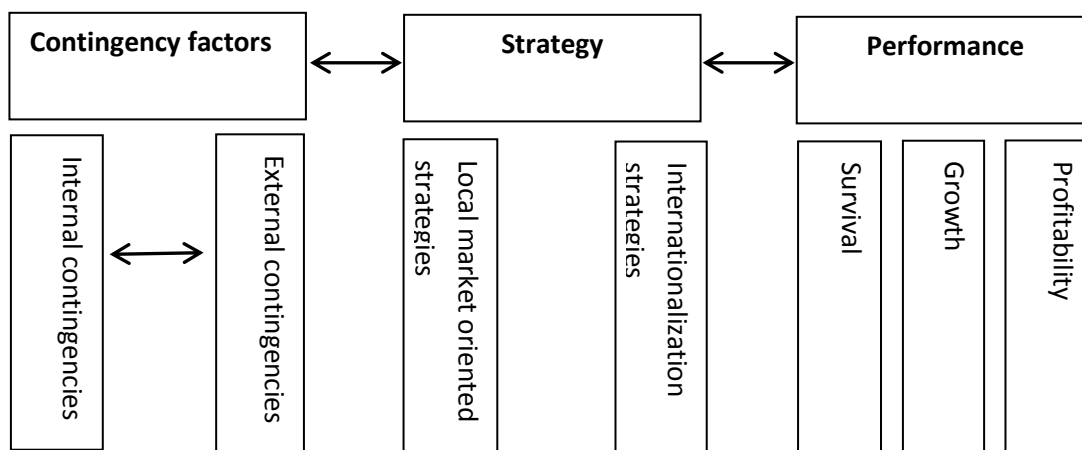 Contingency factors
Strategy
Performance
Internal contingencies
External contingencies
Local market oriented
strategies
Internationalization
strategies
Survival
Growth
Profitability